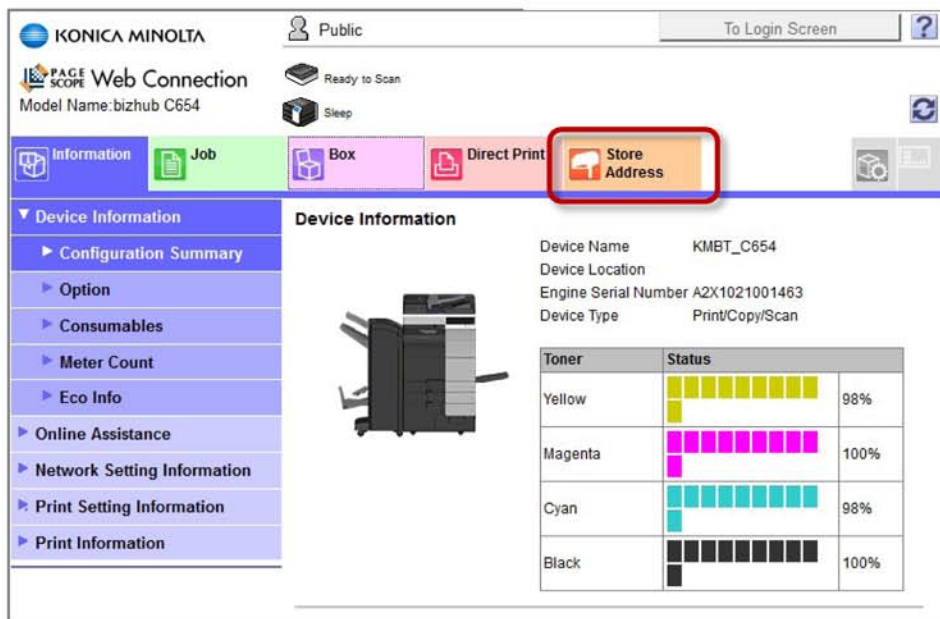 KONICA MINOLTA
Public
To Login Screen
?
PAGE SCOPE Web Connection
Ready to Scan
Model Name:bizhub C654
Sleep
Information
Job
Box
Direct Print
Store
Address
Device Information
Configuration Summary
Option
Consumables
Meter Count
Eco Info
Online Assistance
Network Setting Information
Print Setting Information
Print Information
Device Information
Device Name KMBT_C654
Device Location
Engine Serial Number A2X1021001463
Device Type Print/Copy/Scan
Toner Status
Yellow 98%
Magenta 100%
Cyan 98%
Black 100%